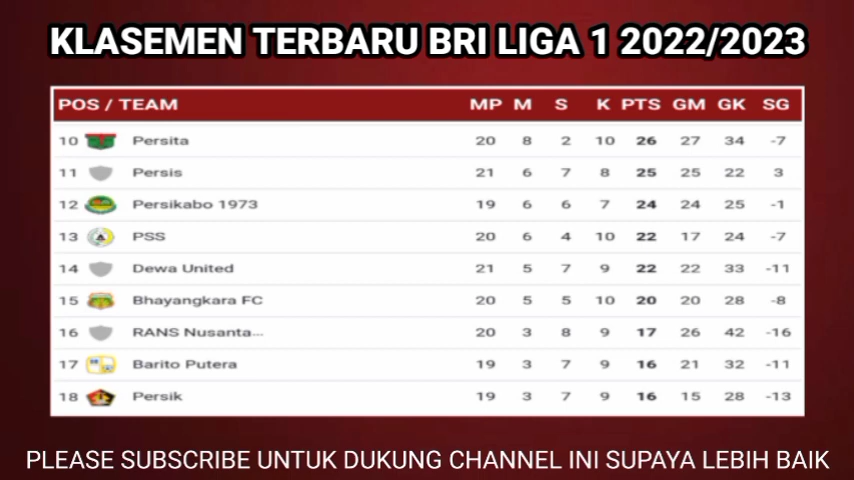 KLASEMEN TERBARU BRI LIGA 1 2022/2023
POS / TEAM MP M S K PTS GM GK SG
10 Persita 20 8 2 10 26 27 34 -7
11 Persis 21 6 7 8 25 25 22 3
12 Persikabo 1973 19 6 6 7 24 24 25 -1
13 PSS 20 6 4 10 22 17 24 -7
14 Dewa United 21 5 7 9 22 22 33 -11
15 Bhayangkara FC 20 5 5 10 20 20 28 -8
16 RANS Nusanta... 20 3 8 9 17 26 42 -16
17 Barito Putera 19 3 7 9 16 21 32 -11
18 Persik 19 3 7 9 16 15 28 -13
PLEASE SUBSCRIBE UNTUK DUKUNG CHANNEL INI SUPAYA LEBIH BAIK